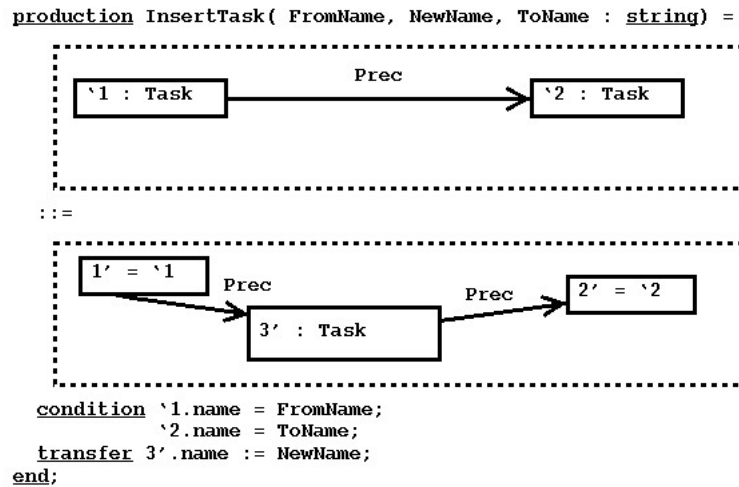 production InsertTask( FromName, NewName, ToName : string) =
Prec
`1 : Task
`2 : Task
::=
1′ = `1
Prec
Prec
2′ = `2
3′ : Task
condition `1.name = FromName;
`2.name = ToName;
transfer 3′.name := NewName;
end;